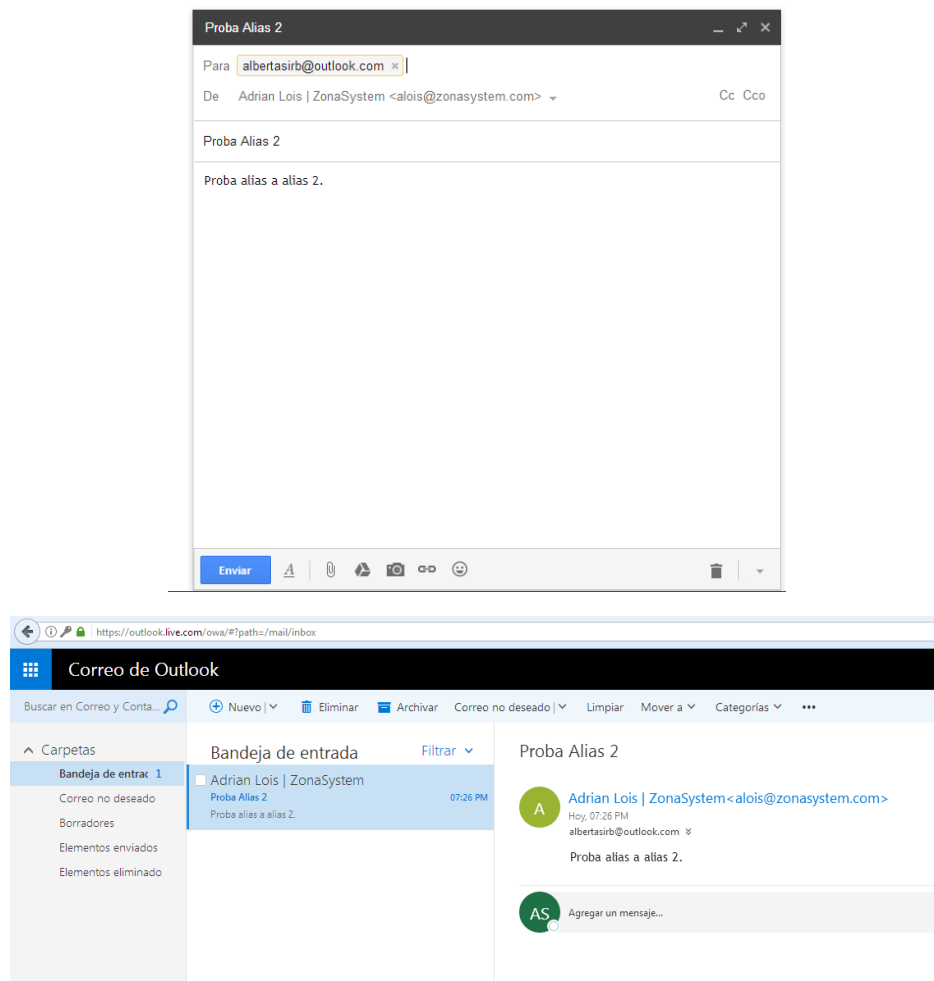 Proba Alias 2
Para albertasirb@outlook.com ×
De Adrian Lois | ZonaSystem <alois@zonasystem.com> Cc Cco
Proba Alias 2
Proba alias a alias 2.
Enviar A
https://outlook.live.com/owa/#?path=/mail/inbox
Correo de Outlook
Buscar en Correo y Conta... Nuevo | Eliminar Archivar Correo no deseado | Limpiar Mover a Categorías •••
Carpetas
Bandeja de entrac 1
Correo no deseado
Borradores
Elementos enviados
Elementos eliminado
Bandeja de entrada Filtrar
Adrian Lois | ZonaSystem
Proba Alias 2 07:26 PM
Proba alias a alias 2.
Proba Alias 2
A Adrian Lois | ZonaSystem<alois@zonasystem.com>
Hoy, 07:26 PM
albertasirb@outlook.com
Proba alias a alias 2.
AS Agregar un mensaje...